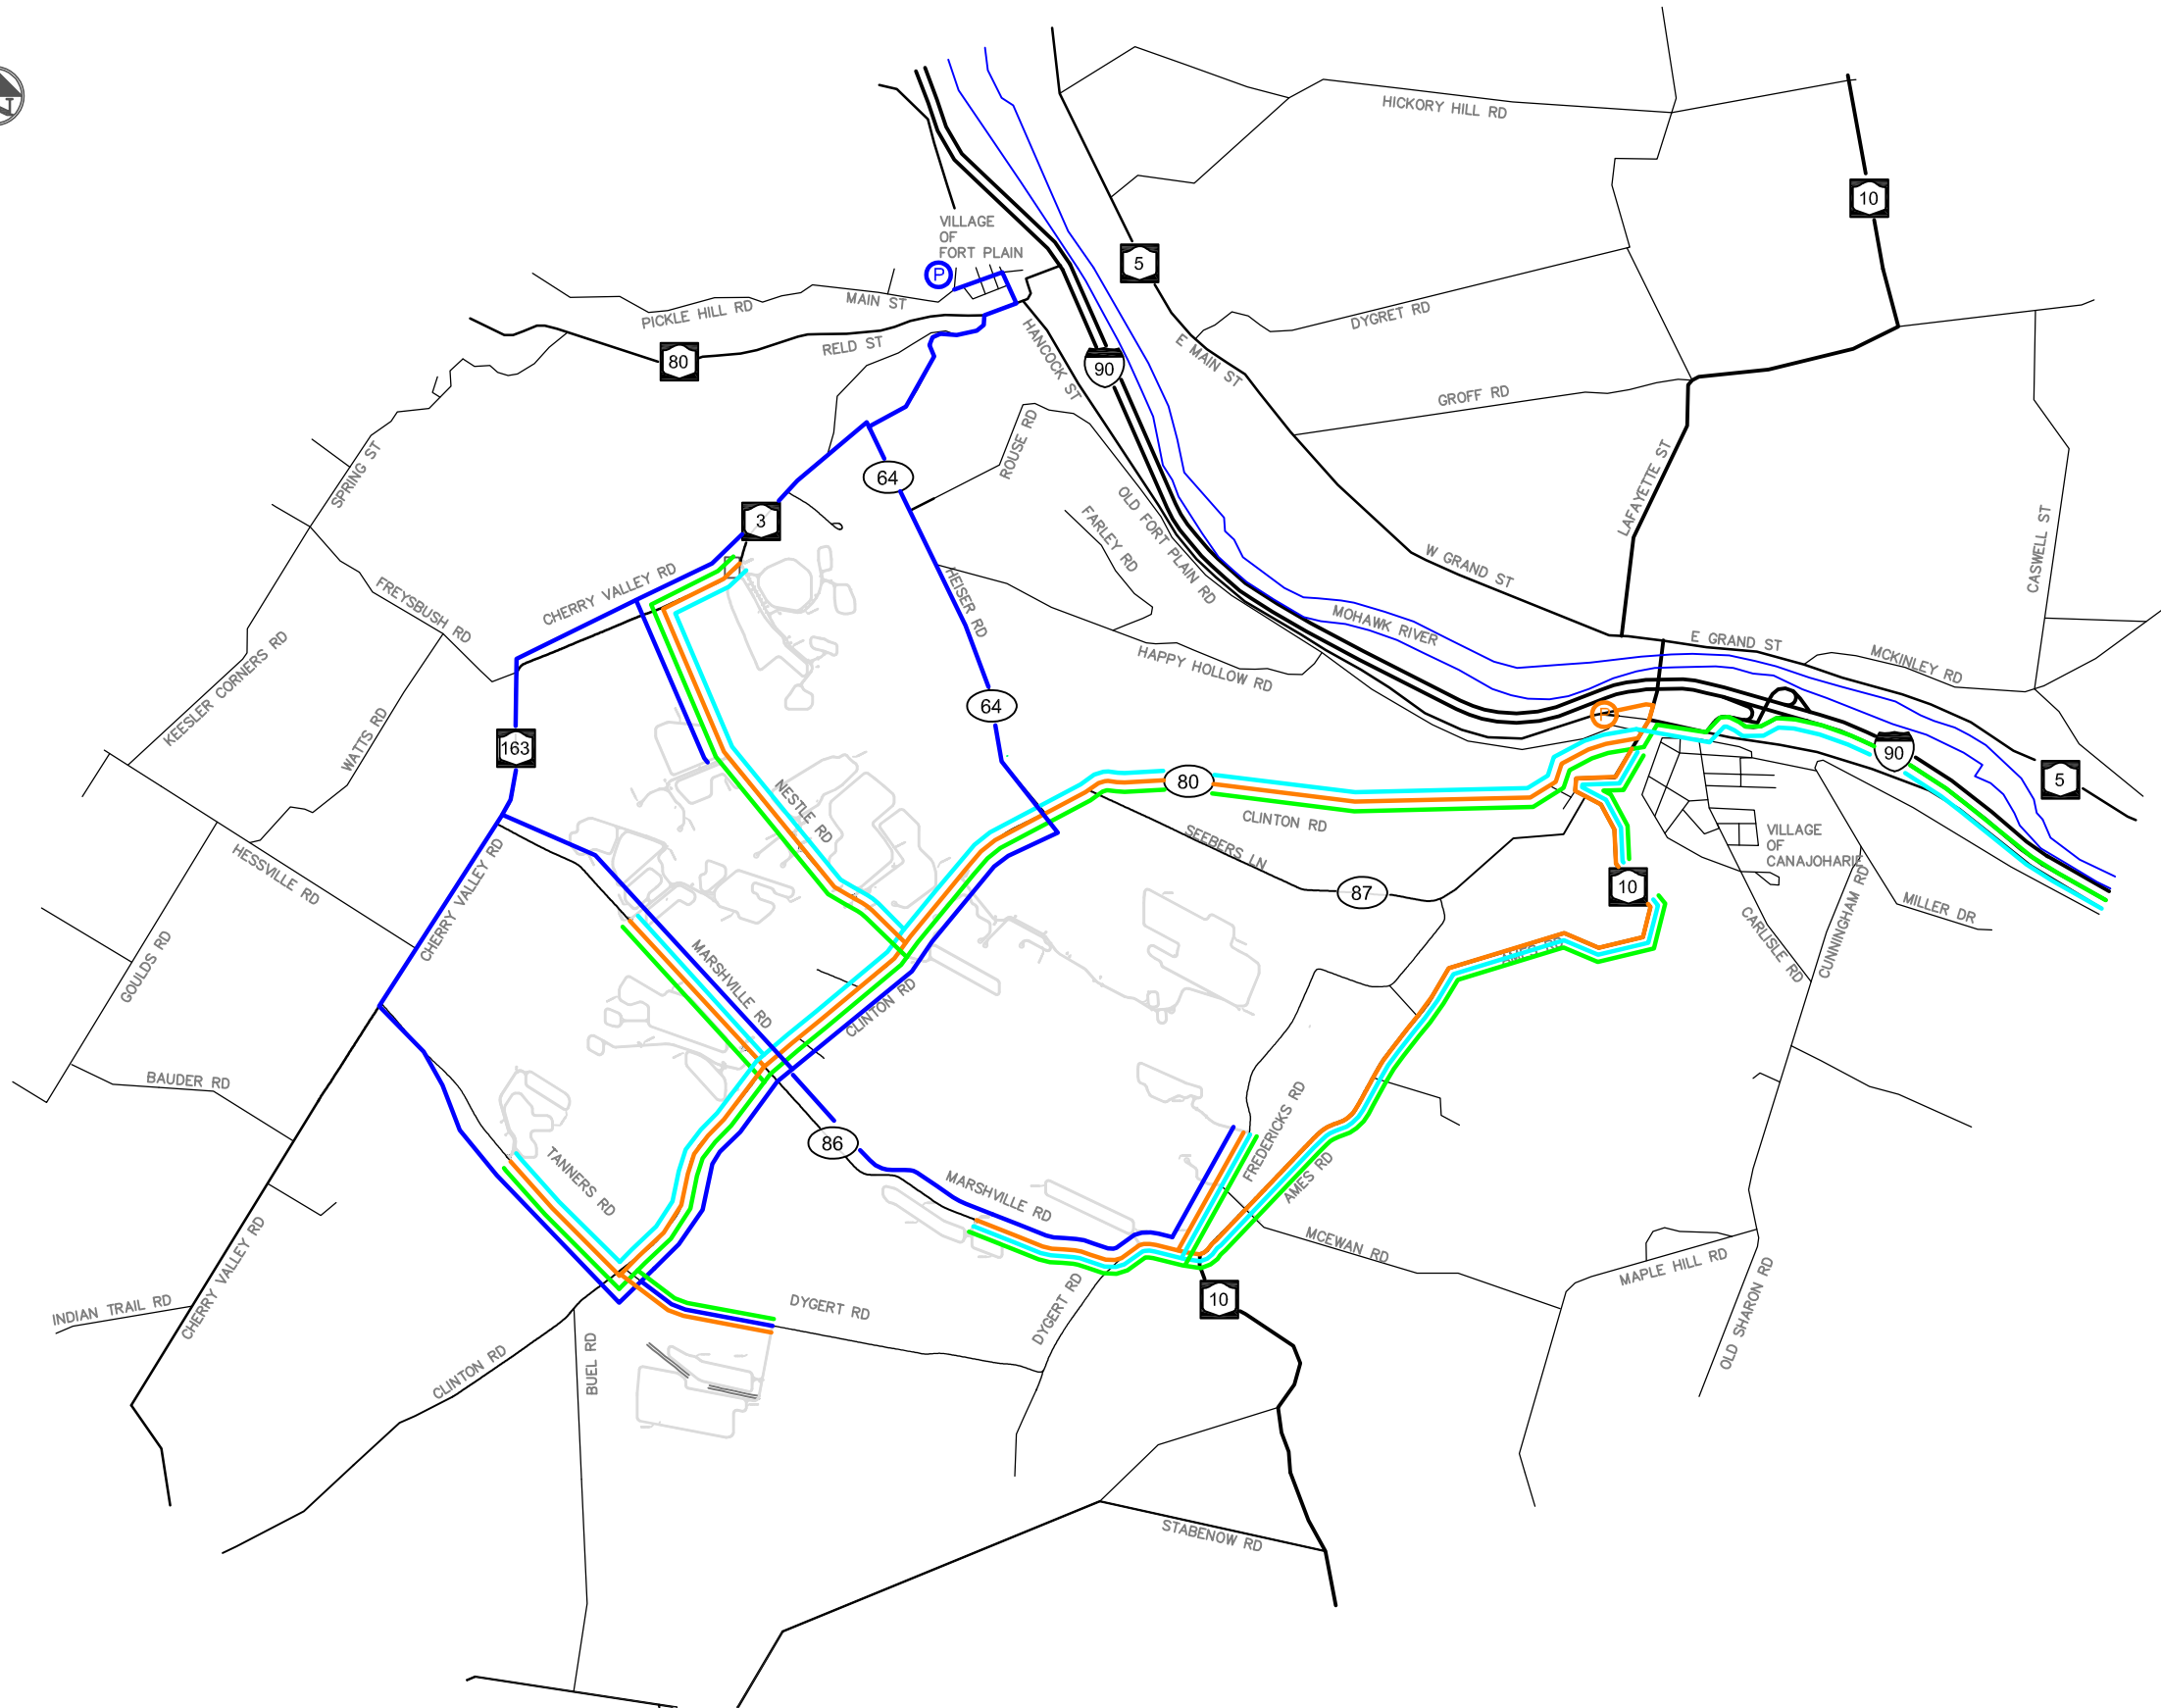 N
HICKORY HILL RD
10
VILLAGE
OF
FORT PLAIN
5
P
PICKLE HILL RD
MAIN ST
DYGRET RD
80
RELD ST
HANCOCK ST
90
E MAIN ST
GROFF RD
SPRING ST
64
ROUSE RD
LAFAYETTE ST
3
OLD FORT PLAIN RD
FARLEY RD
W GRAND ST
CASWELL ST
CHERRY VALLEY RD
FREYSBUSH RD
HEISER RD
MOHAWK RIVER
E GRAND ST
MCKINLEY RD
KEESLER CORNERS RD
HAPPY HOLLOW RD
WATTS RD
163
64
P
90
5
NESTLE RD
80
CLINTON RD
SEEBERS LN
VILLAGE
OF
CANAJOHARIE
HESSVILLE RD
CHERRY VALLEY RD
87
10
MILLER DR
GOULDS RD
MARSHVILLE RD
AMES RD
CARLISLE RD
CUNINGHAM RD
CLINTON RD
BAUDER RD
86
TANNERS RD
FREDERICKS RD
AMES RD
MARSHVILLE RD
MCEWAN RD
MAPLE HILL RD
INDIAN TRAIL RD
CHERRY VALLEY RD
DYGERT RD
DYGERT RD
10
OLD SHARON RD
CLINTON RD
BUEL RD
STABENOW RD